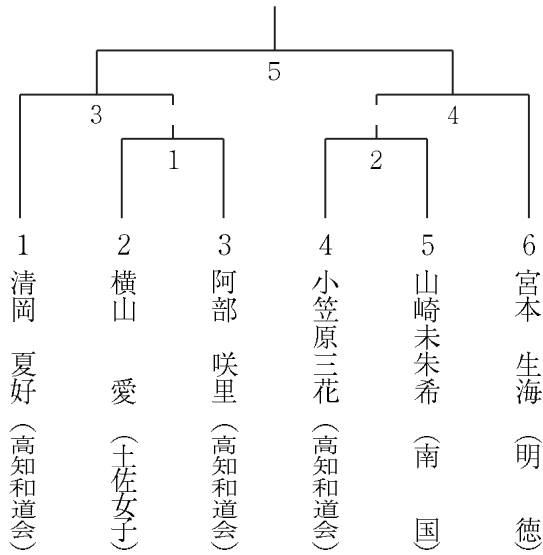 5
3
4
1
2
1 清岡 夏好 (高知和道会)
2 横山 愛 (土佐女子)
3 阿部 咲里 (高知和道会)
4 小笠原三花 (高知和道会)
5 山崎未朱希 (南 国)
6 宮本 生海 (明 徳)